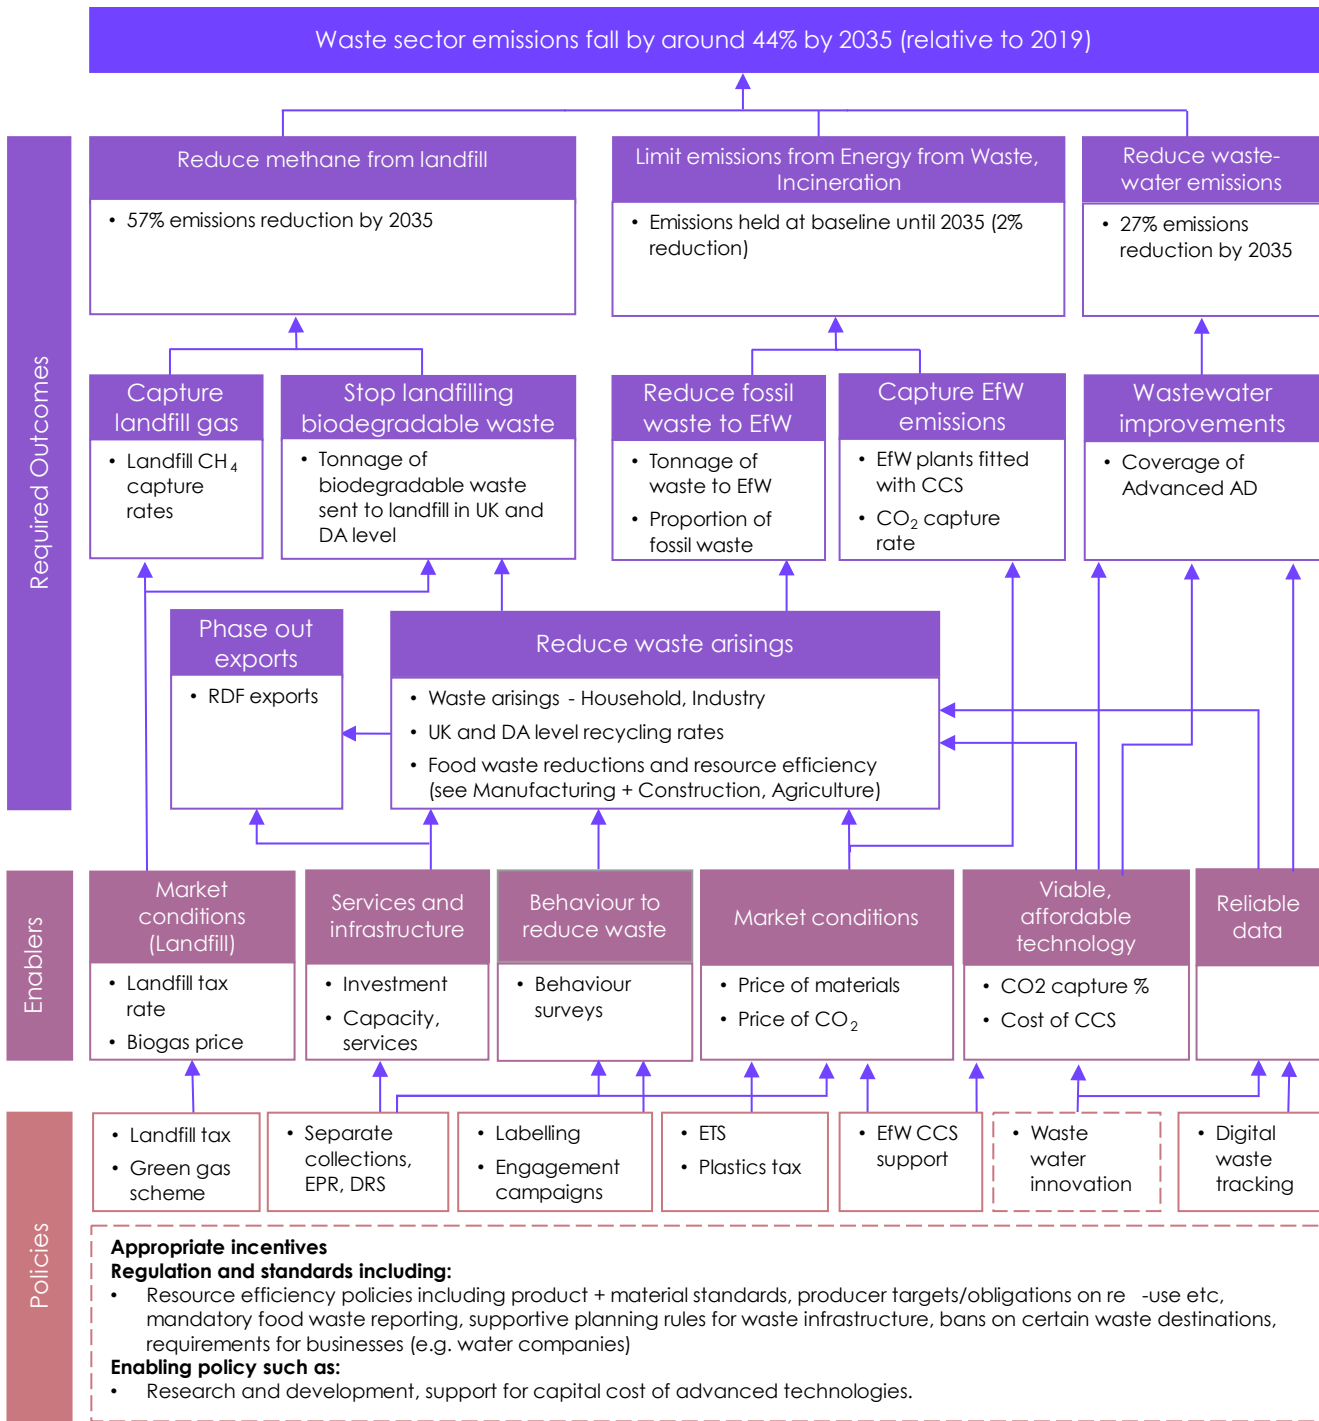 Waste sector emissions fall by around 44% by 2035 (relative to 2019)
Required Outcomes
Reduce methane from landfill
• 57% emissions reduction by 2035
Limit emissions from Energy from Waste,
Incineration
• Emissions held at baseline until 2035 (2%
reduction)
Reduce waste-
water emissions
• 27% emissions
reduction by 2035
Capture
landfill gas
• Landfill CH₄
capture
rates
Stop landfilling
biodegradable waste
• Tonnage of
biodegradable waste
sent to landfill in UK and
DA level
Reduce fossil
waste to EfW
• Tonnage of
waste to EfW
• Proportion of
fossil waste
Capture EfW
emissions
• EfW plants fitted
with CCS
• CO₂ capture
rate
Wastewater
improvements
• Coverage of
Advanced AD
Phase out
exports
• RDF exports
Reduce waste arisings
• Waste arisings - Household, Industry
• UK and DA level recycling rates
• Food waste reductions and resource efficiency
(see Manufacturing + Construction, Agriculture)
Enablers
Market
conditions
(Landfill)
• Landfill tax
rate
• Biogas price
Services and
infrastructure
• Investment
• Capacity,
services
Behaviour to
reduce waste
• Behaviour
surveys
Market conditions
• Price of materials
• Price of CO₂
Viable,
affordable
technology
• CO2 capture %
• Cost of CCS
Reliable
data
Policies
• Landfill tax
• Green gas
scheme
• Separate
collections,
EPR, DRS
• Labelling
• Engagement
campaigns
• ETS
• Plastics tax
• EfW CCS
support
• Waste
water
innovation
• Digital
waste
tracking
Appropriate incentives
Regulation and standards including:
• Resource efficiency policies including product + material standards, producer targets/obligations on re -use etc,
mandatory food waste reporting, supportive planning rules for waste infrastructure, bans on certain waste destinations,
requirements for businesses (e.g. water companies)
Enabling policy such as:
• Research and development, support for capital cost of advanced technologies.